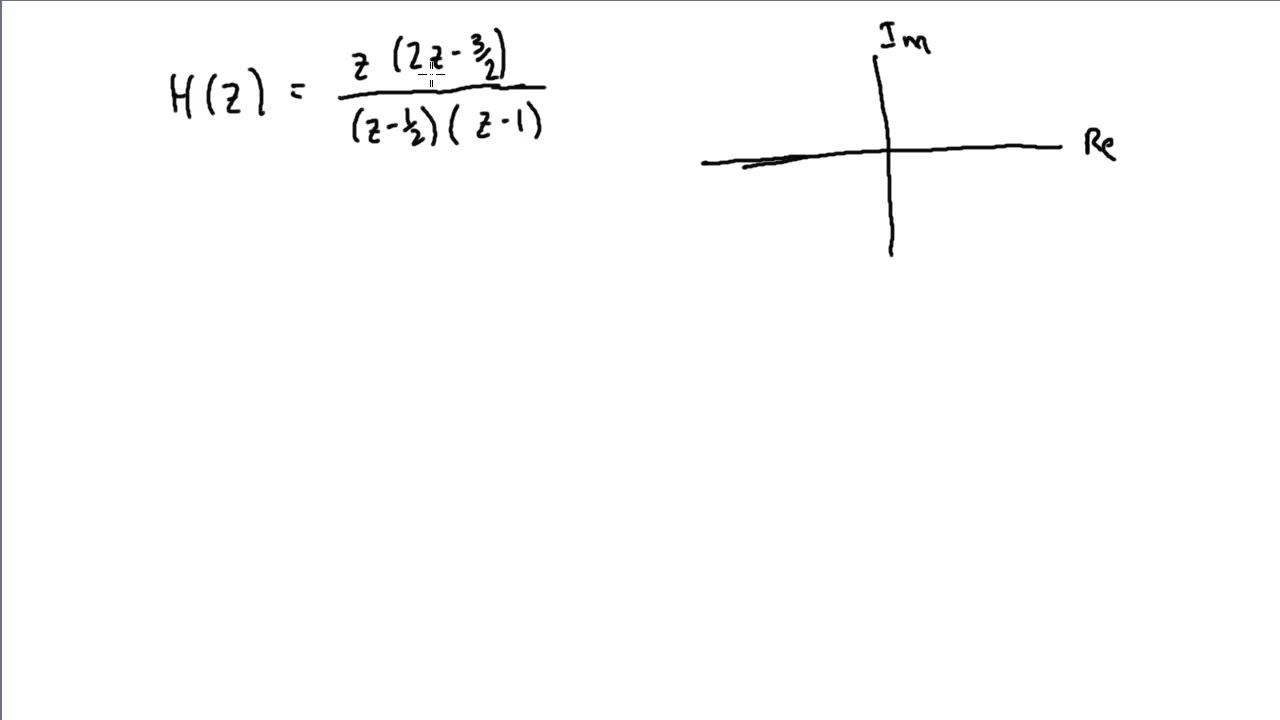 H(z) = z (2z - 3/2) / (z - 1/2)(z - 1)
Im
Re